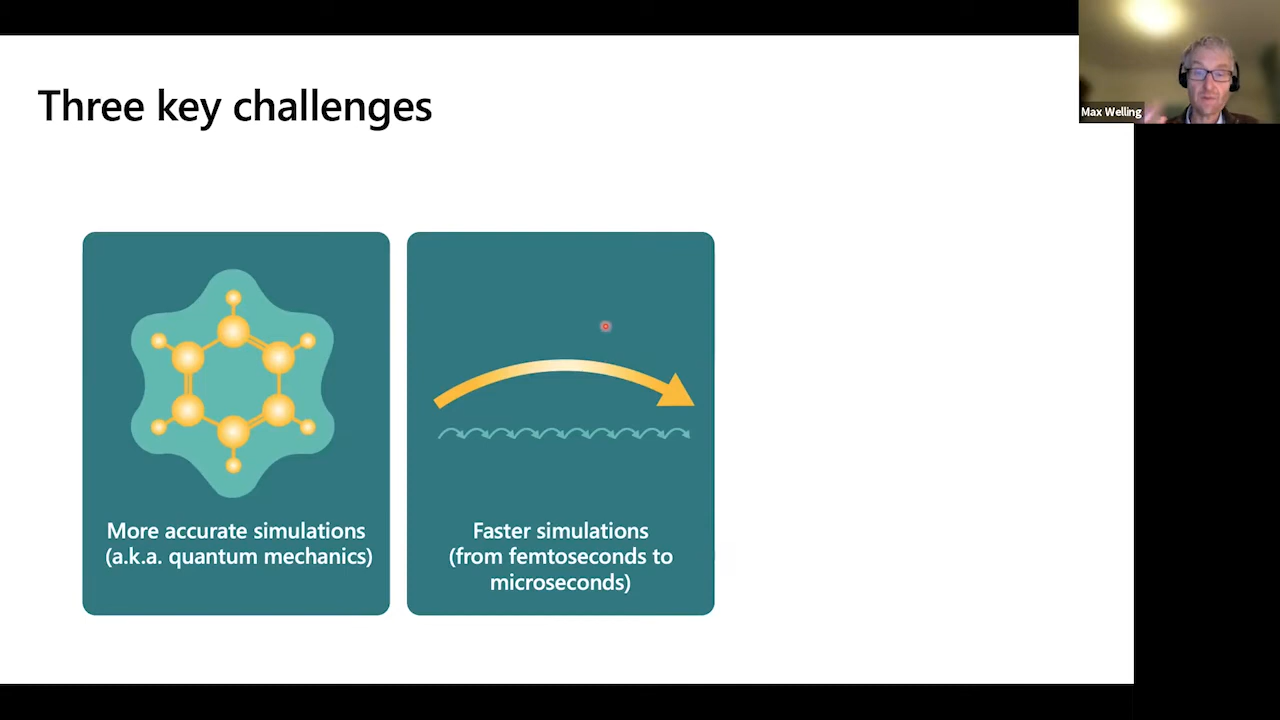 Three key challenges
Max Welling
More accurate simulations
(a.k.a. quantum mechanics)
Faster simulations
(from femtoseconds to
microseconds)